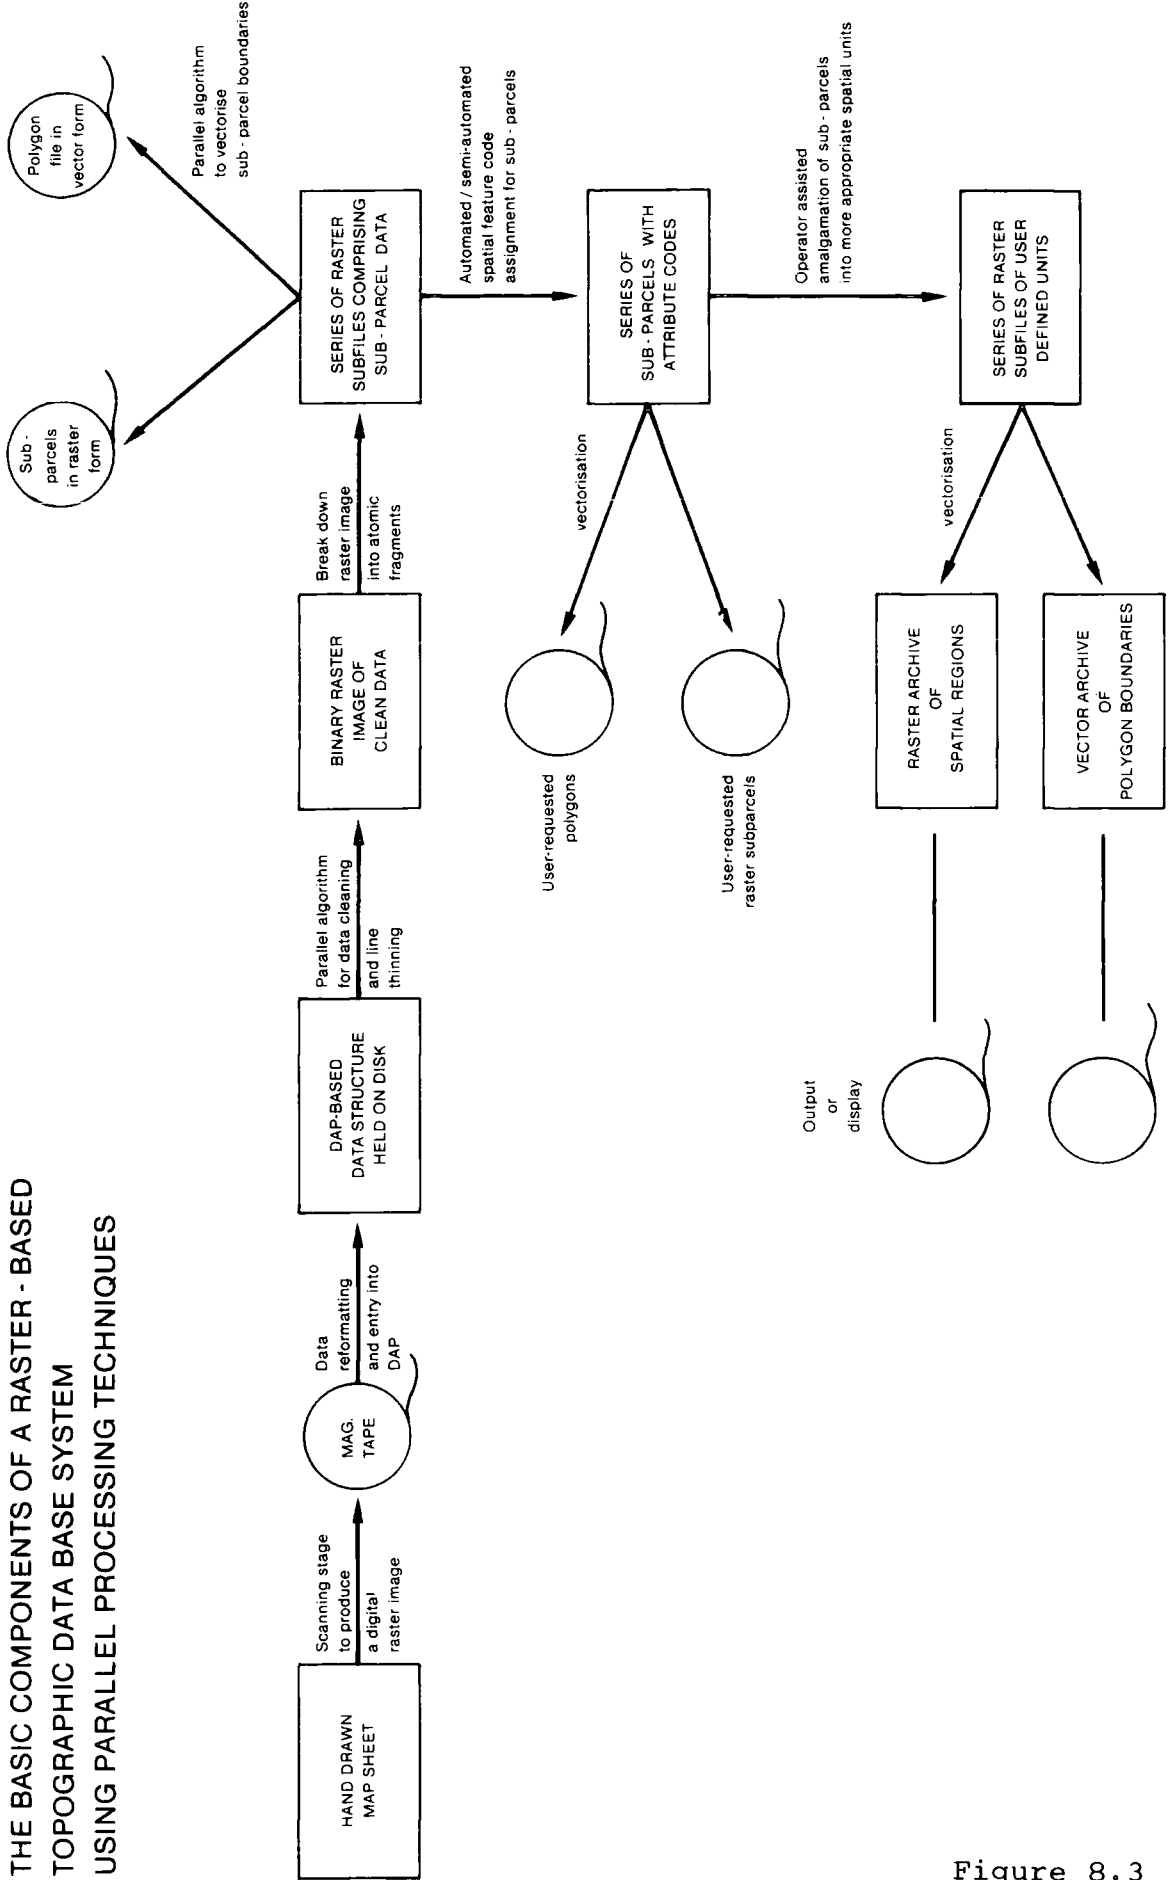 THE BASIC COMPONENTS OF A RASTER - BASED
TOPOGRAPHIC DATA BASE SYSTEM
USING PARALLEL PROCESSING TECHNIQUES
HAND DRAWN
MAP SHEET
Scanning stage
to produce
a digital
raster image
MAG.
TAPE
Data
reformatting
and entry into
DAP
DAP-BASED
DATA STRUCTURE
HELD ON DISK
Parallel algorithm
for data cleaning
and line
thinning
BINARY RASTER
IMAGE OF
CLEAN DATA
Break down
raster image
into atomic
fragments
SERIES OF RASTER
SUBFILES COMPRISING
SUB - PARCEL DATA
Sub -
parcels
in raster
form
Polygon
file in
vector form
Parallel algorithm
to vectorise
sub - parcel boundaries
Automated / semi-automated
spatial feature code
assignment for sub - parcels
SERIES OF
SUB - PARCELS WITH
ATTRIBUTE CODES
vectorisation
User-requested
polygons
User-requested
raster subparcels
Operator assisted
amalgamation of sub - parcels
into more appropriate spatial units
SERIES OF RASTER
SUBFILES OF USER
DEFINED UNITS
vectorisation
RASTER ARCHIVE
OF
SPATIAL REGIONS
VECTOR ARCHIVE
OF
POLYGON BOUNDARIES
Output
or
display
Figure 8.3